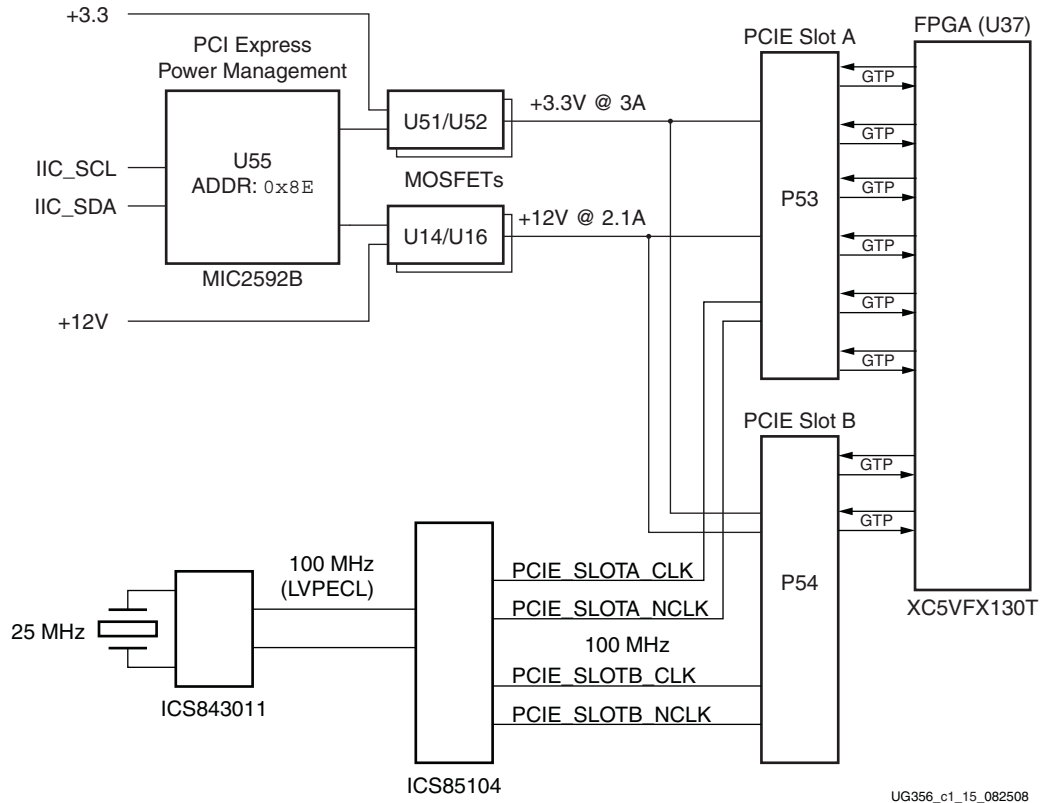 +3.3
PCI Express
Power Management
PCIE Slot A
FPGA (U37)
GTP
U51/U52
+3.3V @ 3A
GTP
IIC_SCL
U55
ADDR: 0x8E
MOSFETs
GTP
P53
IIC_SDA
U14/U16
+12V @ 2.1A
GTP
MIC2592B
GTP
+12V
GTP
PCIE Slot B
GTP
GTP
100 MHz
(LVPECL)
PCIE_SLOTA_CLK
P54
XC5VFX130T
PCIE_SLOTA_NCLK
25 MHz
100 MHz
PCIE_SLOTB_CLK
ICS843011
PCIE_SLOTB_NCLK
ICS85104
UG356_c1_15_082508